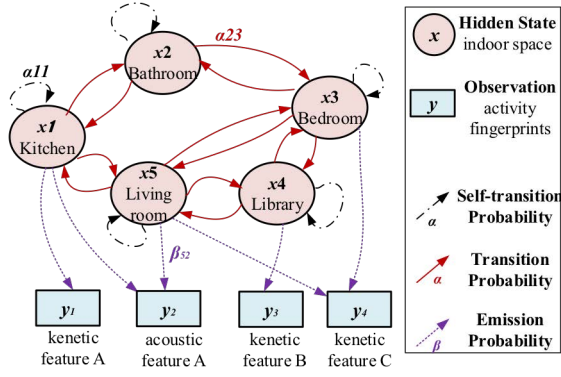 x2
Bathroom
α23
α11
x1
Kitchen
x3
Bedroom
x5
Living
room
x4
Library
β52
y1
y2
y3
y4
kenetic
feature A
acoustic
feature A
kenetic
feature B
kenetic
feature C
x
Hidden State
indoor space
y
Observation
activity
fingerprints
α
Self-transition
Probability
α
Transition
Probability
β
Emission
Probability